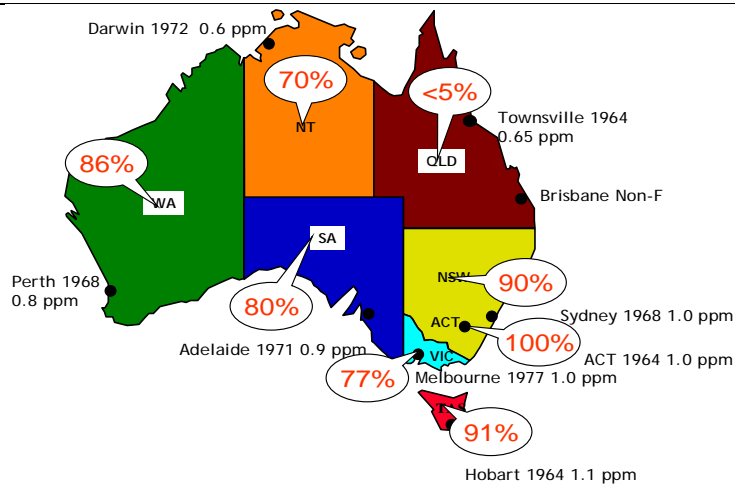 Darwin 1972 0.6 ppm
70%
<5%
NT
Townsville 1964
0.65 ppm
QLD
86%
Brisbane Non-F
WA
SA
NSW
90%
Perth 1968
0.8 ppm
80%
Sydney 1968 1.0 ppm
ACT
100%
Adelaide 1971 0.9 ppm
VIC
ACT 1964 1.0 ppm
77%
Melbourne 1977 1.0 ppm
91%
Hobart 1964 1.1 ppm